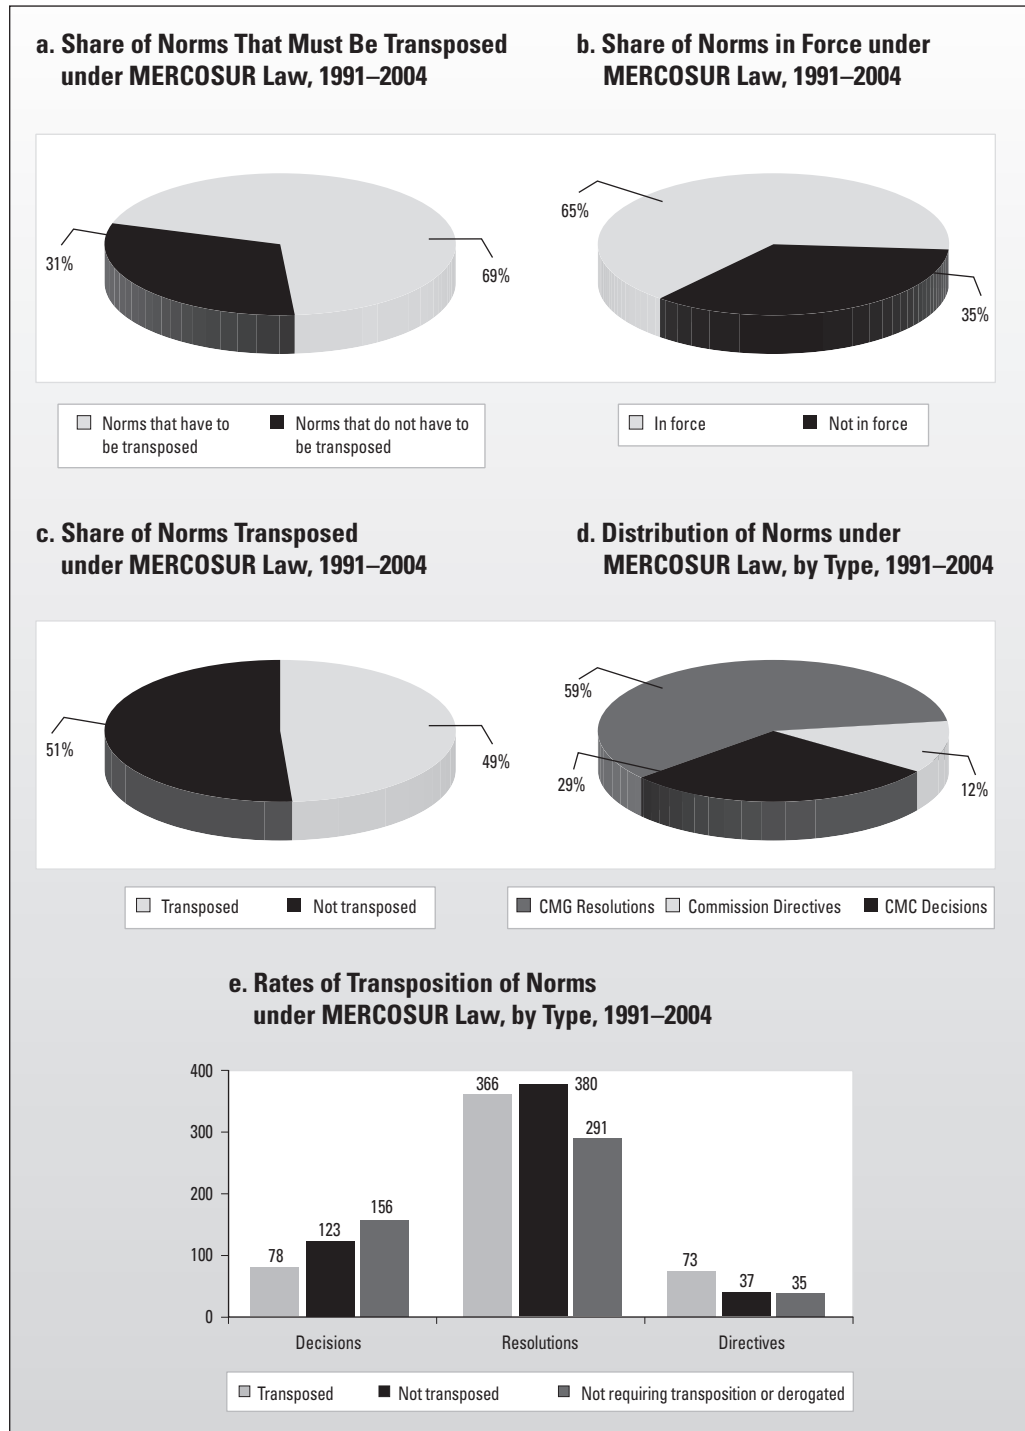 a. Share of Norms That Must Be Transposed
under MERCOSUR Law, 1991–2004
31%
69%
Norms that have to
be transposed
Norms that do not have to
be transposed
b. Share of Norms in Force under
MERCOSUR Law, 1991–2004
65%
35%
In force
Not in force
c. Share of Norms Transposed
under MERCOSUR Law, 1991–2004
51%
49%
Transposed
Not transposed
d. Distribution of Norms under
MERCOSUR Law, by Type, 1991–2004
59%
29%
12%
CMG Resolutions
Commission Directives
CMC Decisions
e. Rates of Transposition of Norms
under MERCOSUR Law, by Type, 1991–2004
400
300
200
100
0
78
123
156
366
380
291
73
37
35
Decisions
Resolutions
Directives
Transposed
Not transposed
Not requiring transposition or derogated